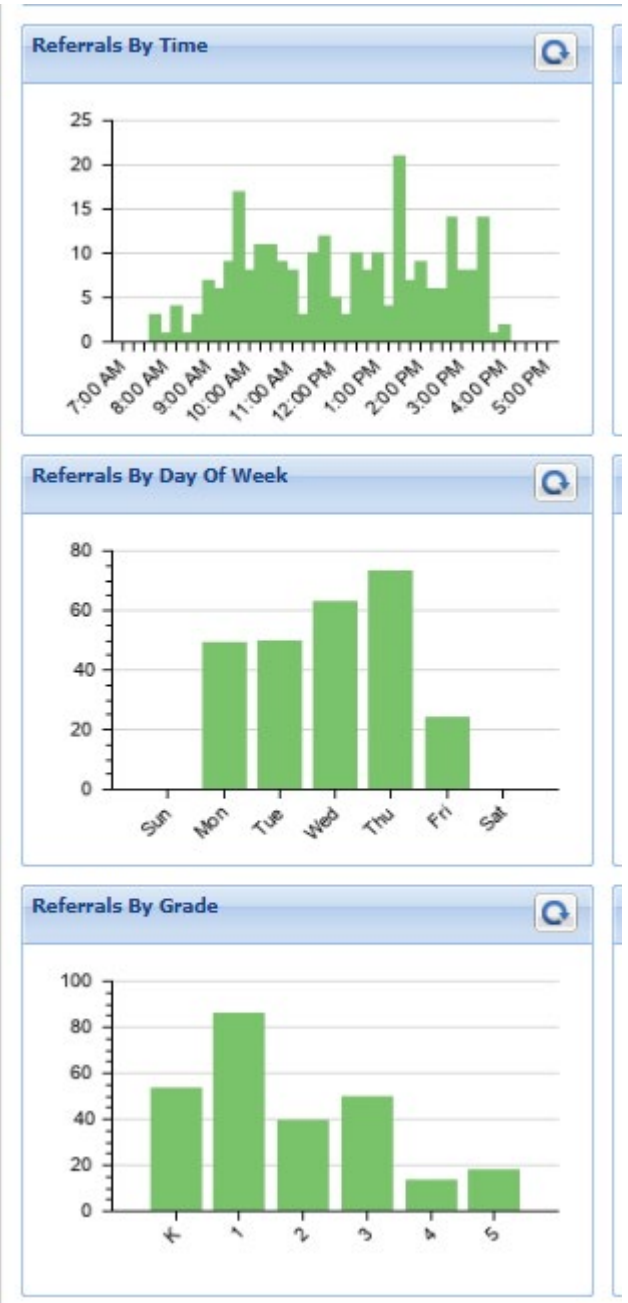 Referrals By Time
25
20
15
10
5
0
7:00 AM 8:00 AM 9:00 AM 10:00 AM 11:00 AM 12:00 PM 1:00 PM 2:00 PM 3:00 PM 4:00 PM 5:00 PM
Referrals By Day Of Week
80
60
40
20
0
Sun Mon Tue Wed Thu Fri Sat
Referrals By Grade
100
80
60
40
20
0
K 1 2 3 4 5